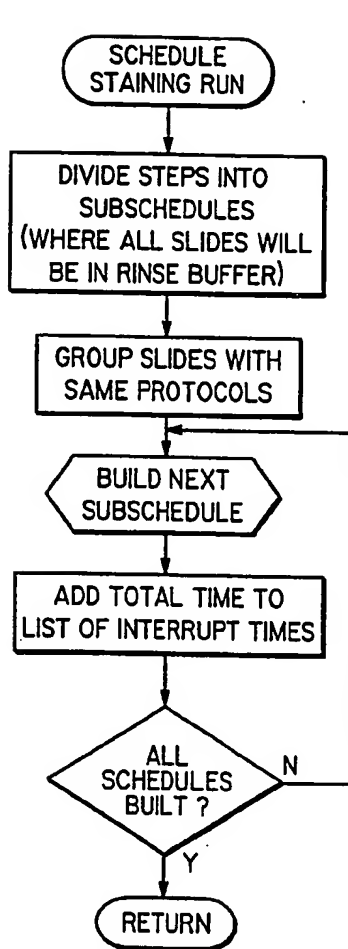 SCHEDULE
STAINING RUN
DIVIDE STEPS INTO
SUBSCHEDULES
(WHERE ALL SLIDES WILL
BE IN RINSE BUFFER)
GROUP SLIDES WITH
SAME PROTOCOLS
BUILD NEXT
SUBSCHEDULE
ADD TOTAL TIME TO
LIST OF INTERRUPT TIMES
ALL
SCHEDULES
BUILT ?
N
Y
RETURN